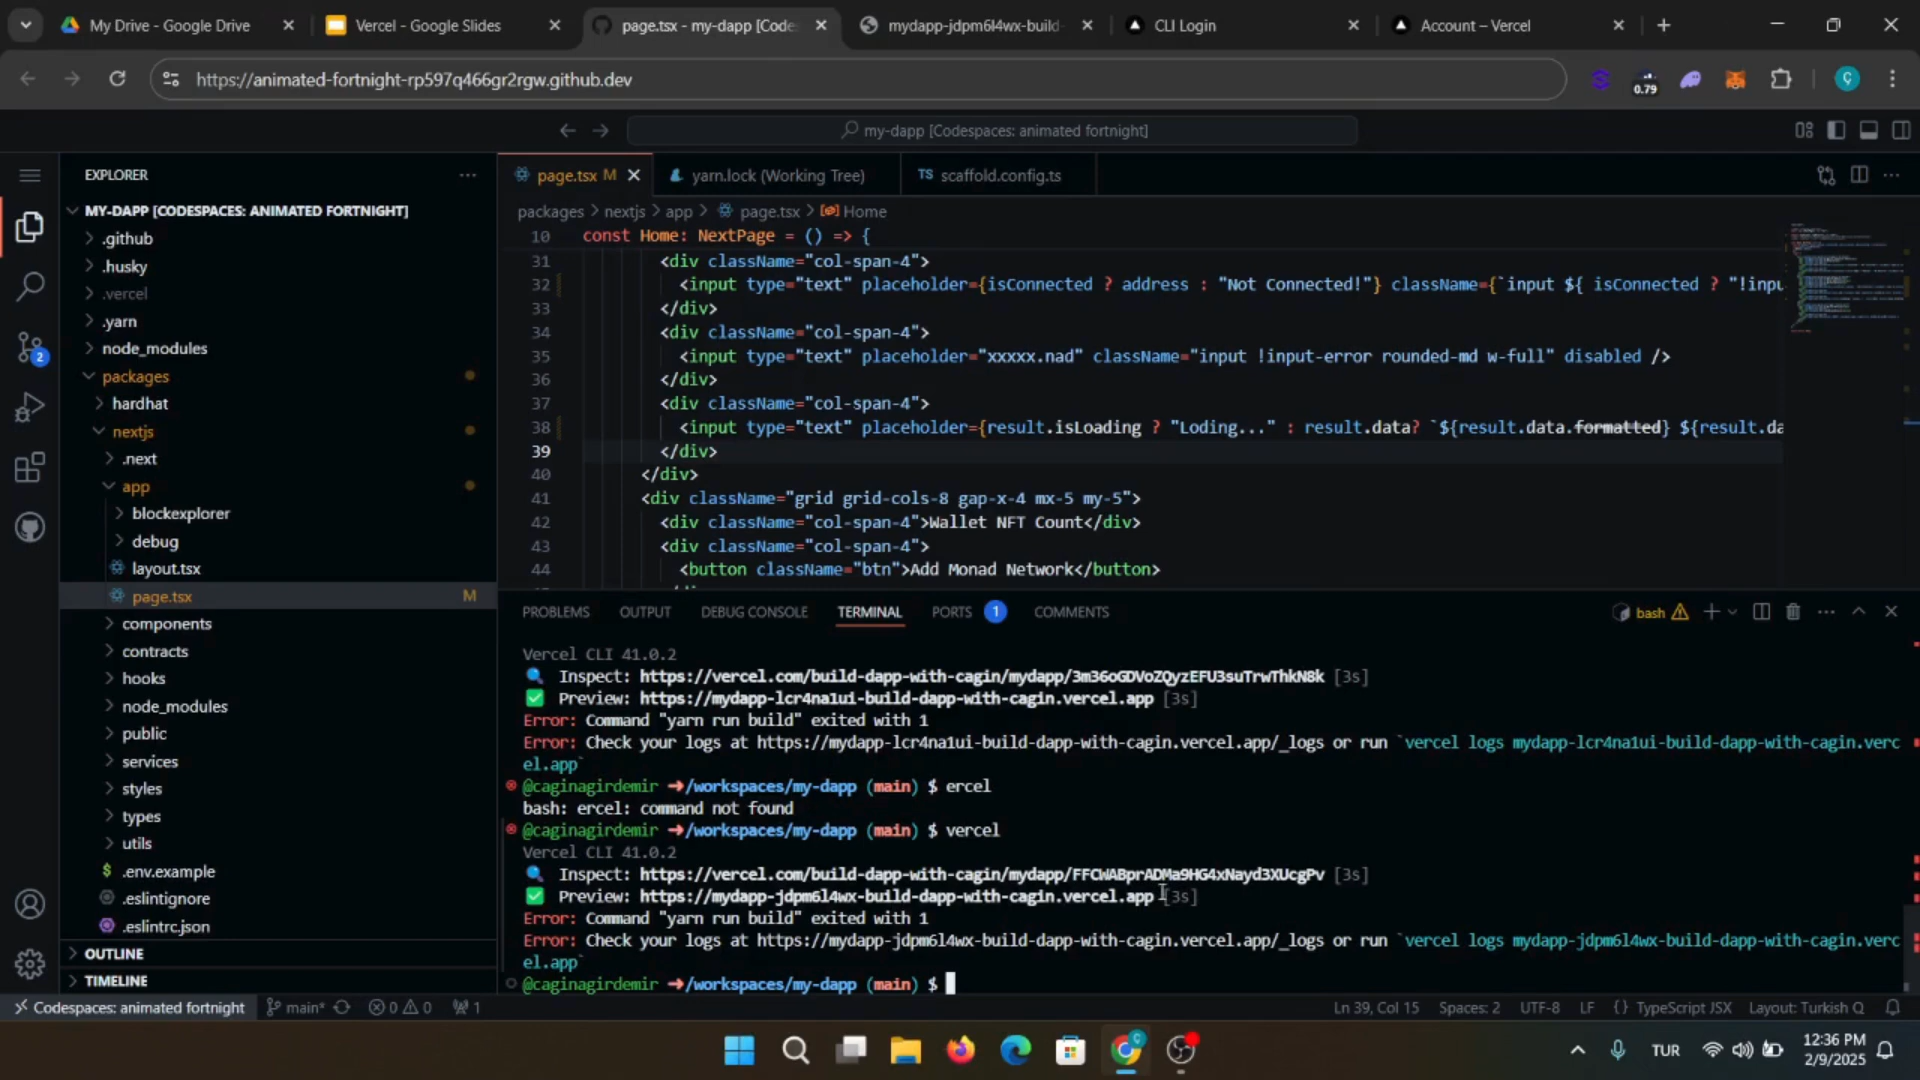 My Drive - Google Drive
Vercel - Google Slides
page.tsx - my-dapp [Code
mydapp-jdpm6l4wx-build-
CLI Login
Account – Vercel
https://animated-fortnight-rp597q466gr2rgw.github.dev
0.79
Ç
my-dapp [Codespaces: animated fortnight]
EXPLORER
MY-DAPP [CODESPACES: ANIMATED FORTNIGHT]
.github
.husky
.vercel
.yarn
node_modules
packages
hardhat
nextjs
.next
app
blockexplorer
debug
layout.tsx
page.tsx M
components
contracts
hooks
node_modules
public
services
styles
types
utils
$ .env.example
.eslintignore
.eslintrc.json
OUTLINE
TIMELINE
2
page.tsx M
yarn.lock (Working Tree)
TS scaffold.config.ts
packages > nextjs > app > page.tsx > Home
10 const Home: NextPage = () => {
31 <div className="col-span-4">
32 <input type="text" placeholder={isConnected ? address : "Not Connected!"} className={`input ${ isConnected ? "!inpu
33 </div>
34 <div className="col-span-4">
35 <input type="text" placeholder="xxxxx.nad" className="input !input-error rounded-md w-full" disabled />
36 </div>
37 <div className="col-span-4">
38 <input type="text" placeholder={result.isLoading ? "Loding..." : result.data? `${result.data.formatted} ${result.da
39 </div>
40 </div>
41 <div className="grid grid-cols-8 gap-x-4 mx-5 my-5">
42 <div className="col-span-4">Wallet NFT Count</div>
43 <div className="col-span-4">
44 <button className="btn">Add Monad Network</button>
PROBLEMS OUTPUT DEBUG CONSOLE TERMINAL PORTS 1 COMMENTS
bash
Vercel CLI 41.0.2
Inspect: https://vercel.com/build-dapp-with-cagin/mydapp/3m36oGDVoZQyzEFU3suTrwThkN8k [3s]
Preview: https://mydapp-lcr4na1ui-build-dapp-with-cagin.vercel.app [3s]
Error: Command "yarn run build" exited with 1
Error: Check your logs at https://mydapp-lcr4na1ui-build-dapp-with-cagin.vercel.app/_logs or run `vercel logs mydapp-lcr4na1ui-build-dapp-with-cagin.verc
el.app`
@caginagirdemir ➜/workspaces/my-dapp (main) $ ercel
bash: ercel: command not found
@caginagirdemir ➜/workspaces/my-dapp (main) $ vercel
Vercel CLI 41.0.2
Inspect: https://vercel.com/build-dapp-with-cagin/mydapp/FFCWABprADMa9HG4xNayd3XUcgPv [3s]
Preview: https://mydapp-jdpm6l4wx-build-dapp-with-cagin.vercel.app [3s]
Error: Command "yarn run build" exited with 1
Error: Check your logs at https://mydapp-jdpm6l4wx-build-dapp-with-cagin.vercel.app/_logs or run `vercel logs mydapp-jdpm6l4wx-build-dapp-with-cagin.verc
el.app`
@caginagirdemir ➜/workspaces/my-dapp (main) $
Codespaces: animated fortnight main* 0 0 1
Ln 39, Col 15 Spaces: 2 UTF-8 LF {} TypeScript JSX Layout: Turkish Q
TUR
12:36 PM
2/9/2025